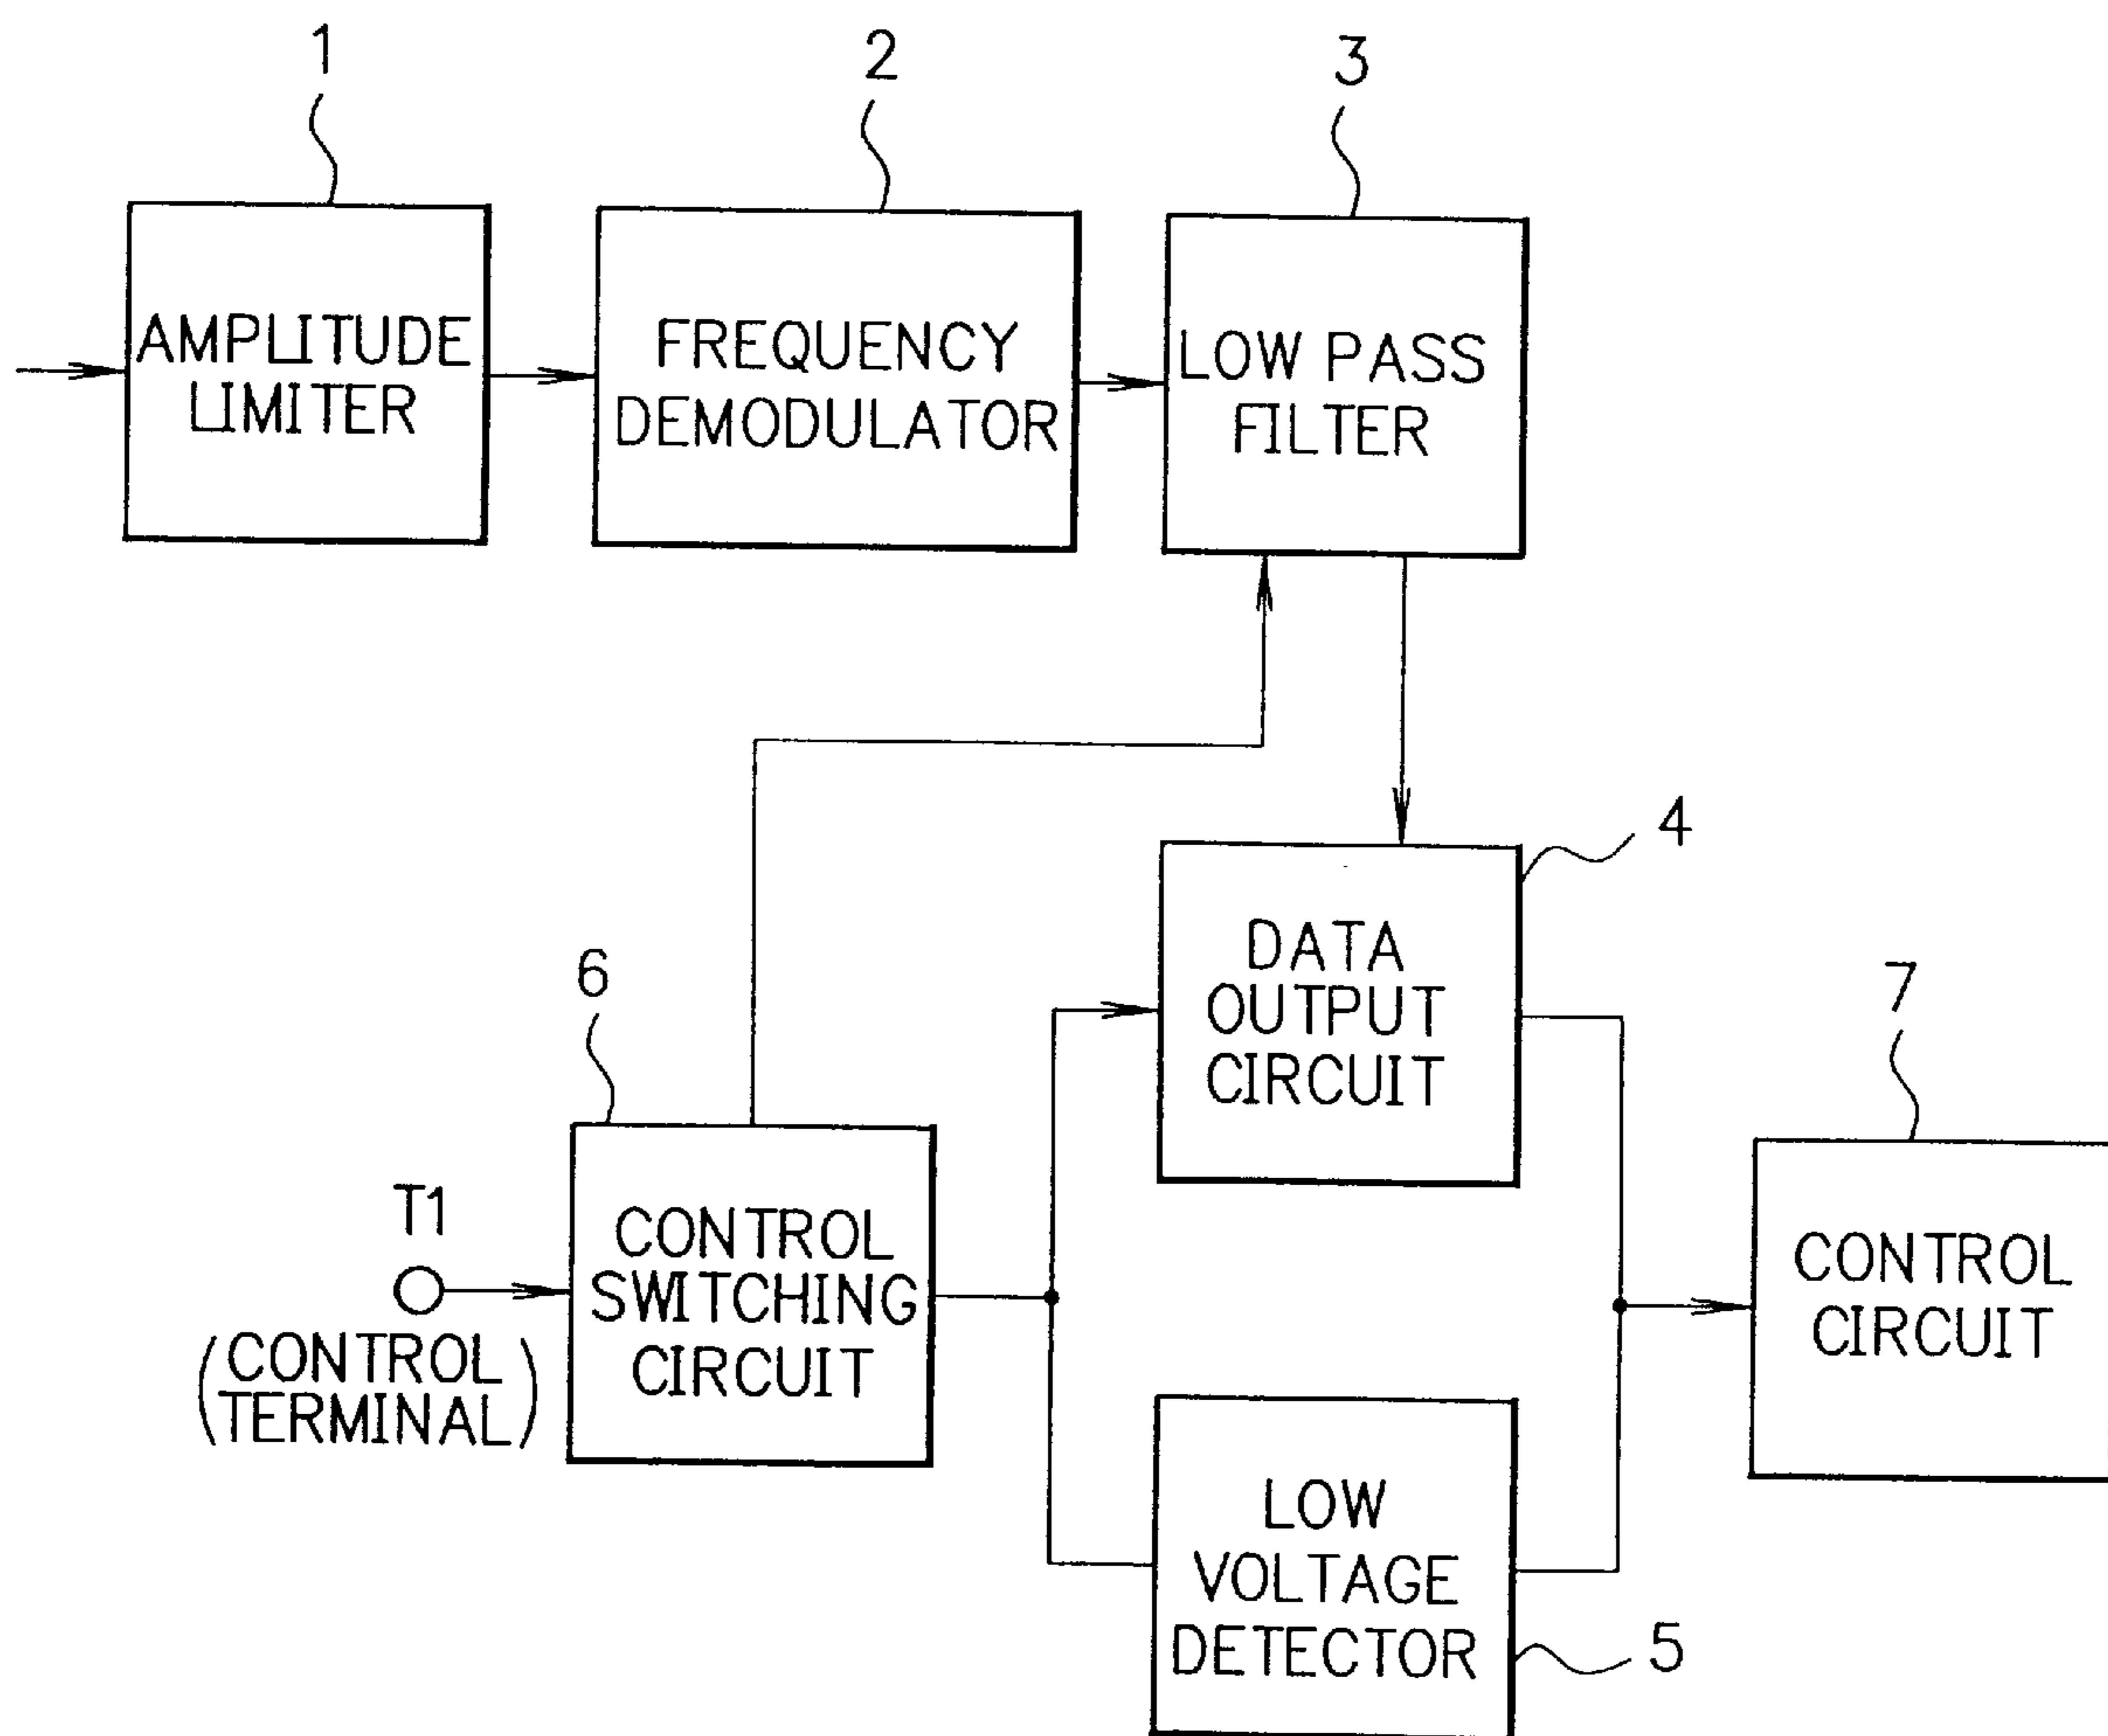 1
2
3
AMPLITUDE
LIMITER
FREQUENCY
DEMODULATOR
LOW PASS
FILTER
4
DATA
OUTPUT
CIRCUIT
6
7
T1
(CONTROL
TERMINAL)
CONTROL
SWITCHING
CIRCUIT
CONTROL
CIRCUIT
LOW
VOLTAGE
DETECTOR
5